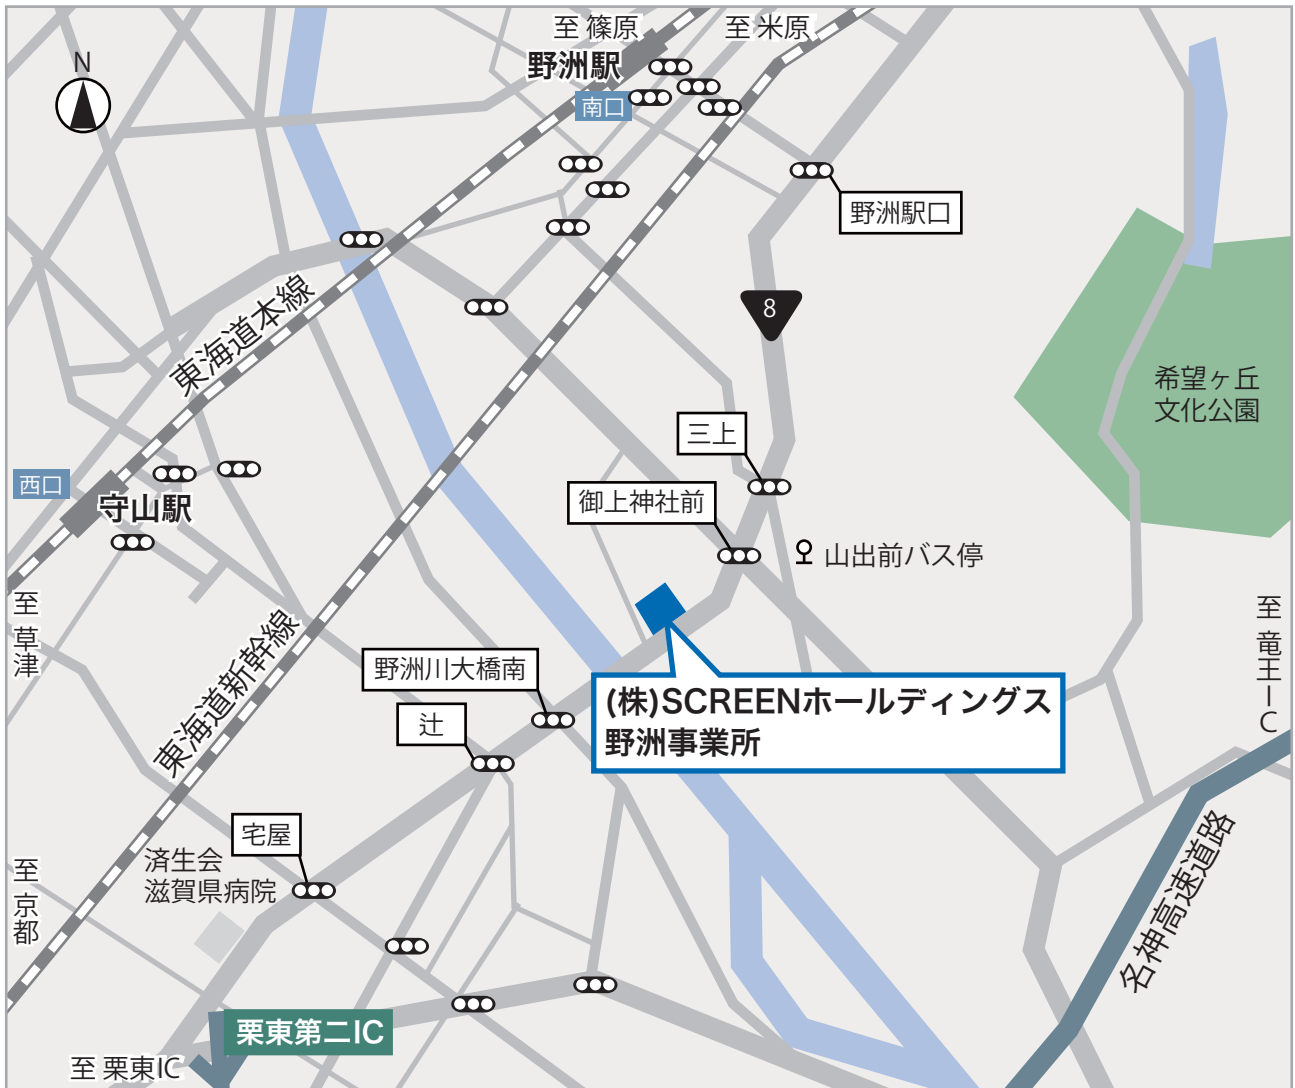 至 篠原
至 米原
野洲駅
N
南口
野洲駅口
8
東海道本線
希望ヶ丘
文化公園
三上
西口
守山駅
御上神社前
山出前バス停
至 草津
至 竜王IC
東海道新幹線
野洲川大橋南
(株)SCREENホールディングス
野洲事業所
辻
宅屋
済生会
滋賀県病院
至 京都
名神高速道路
栗東第二IC
至 栗東IC